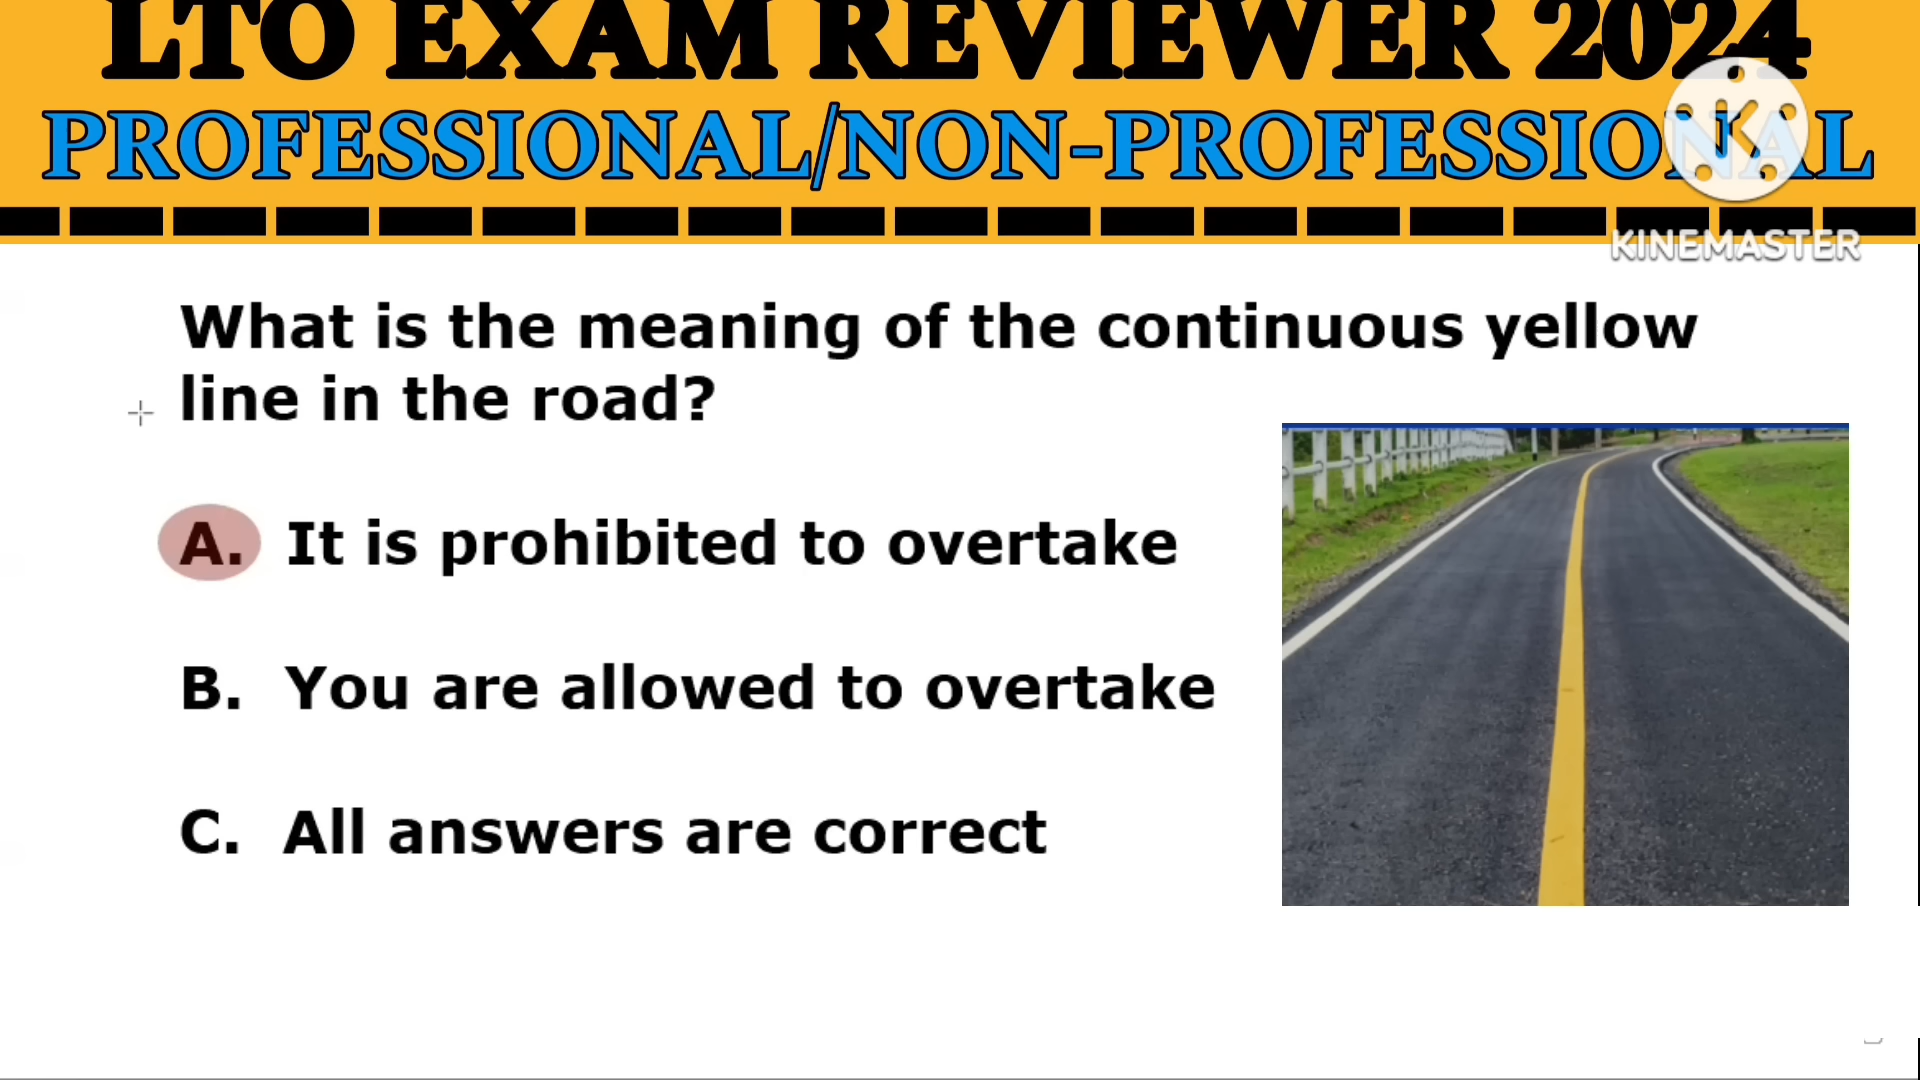 LTO EXAM REVIEWER 2024
PROFESSIONAL/NON-PROFESSIONAL
KINEMASTER
What is the meaning of the continuous yellow
line in the road?
A. It is prohibited to overtake
B. You are allowed to overtake
C. All answers are correct